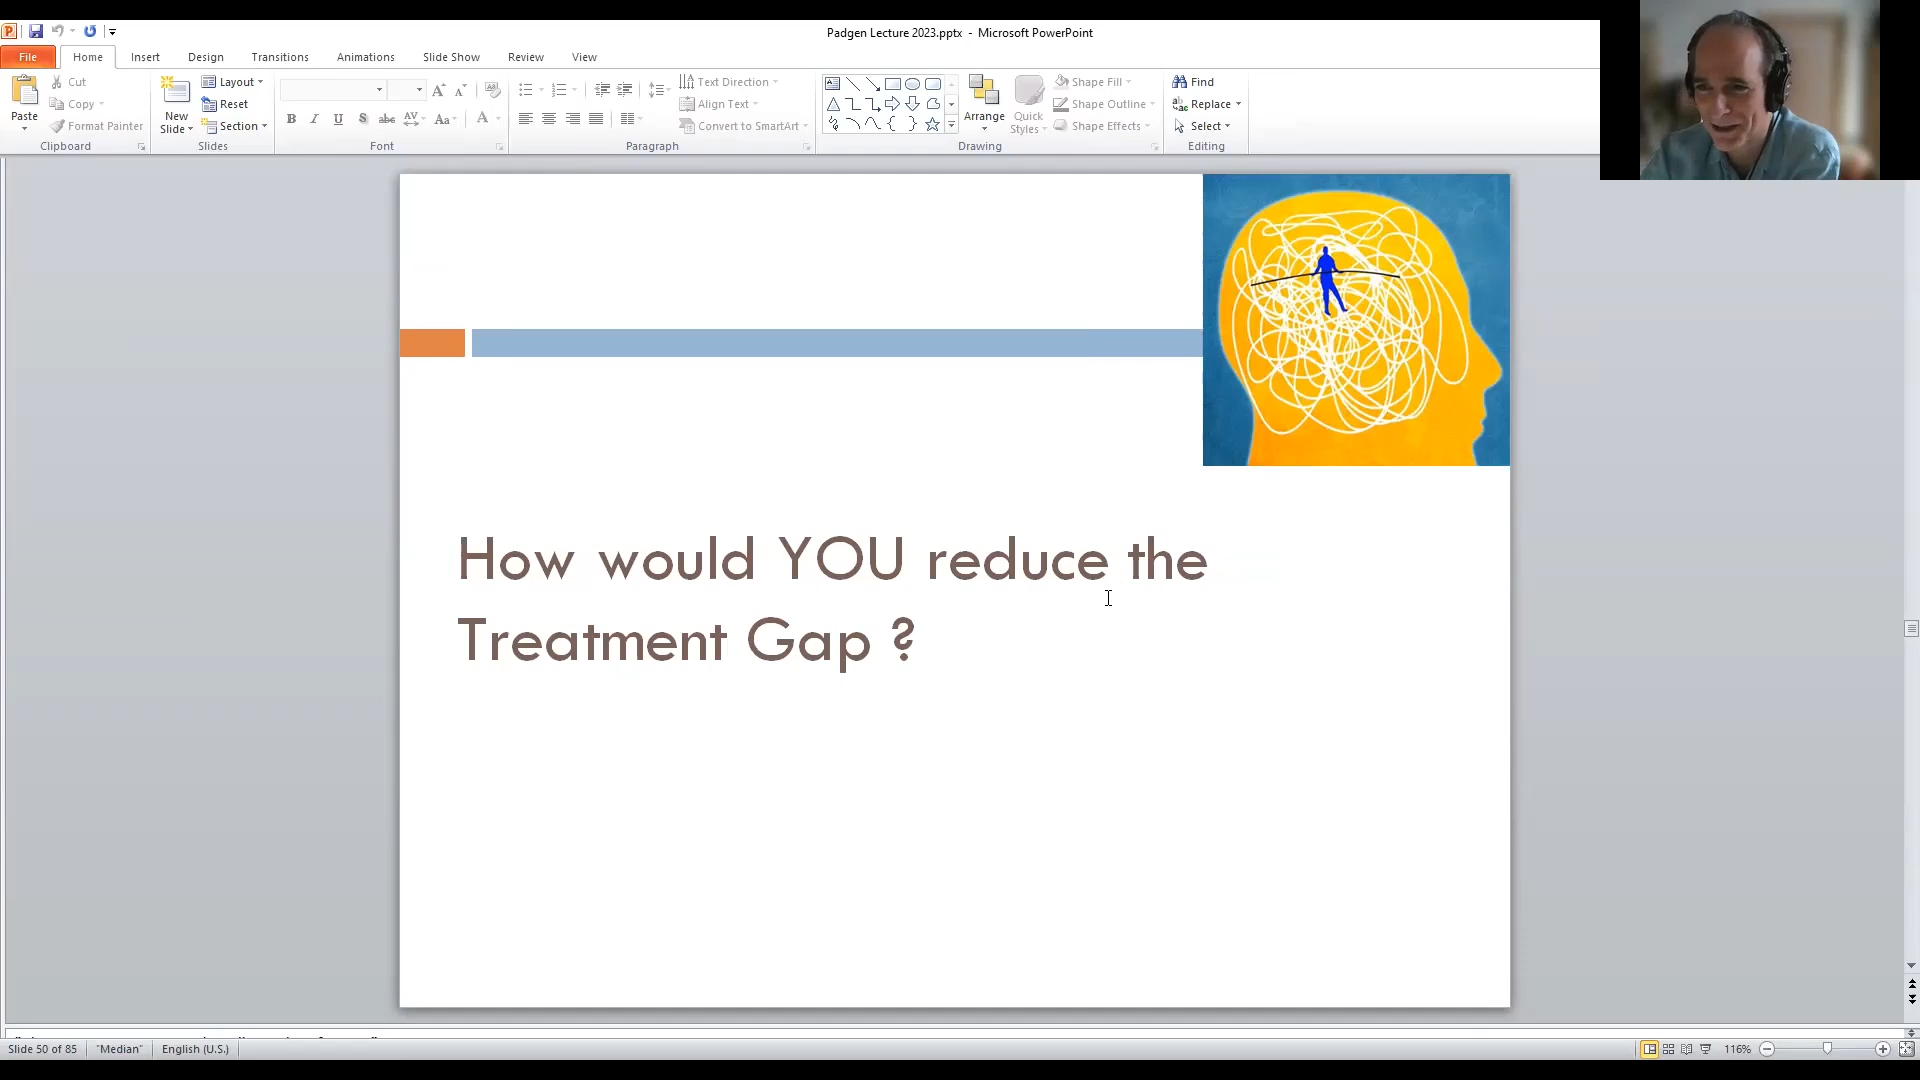 Padgen Lecture 2023.pptx - Microsoft PowerPoint
File Home Insert Design Transitions Animations Slide Show Review View
Paste
Cut
Copy
Format Painter
Clipboard
New Slide
Layout
Reset
Section
Slides
B I U S abc AV Aa A
Font
Text Direction
Align Text
Convert to SmartArt
Paragraph
Arrange
Quick Styles
Shape Fill
Shape Outline
Shape Effects
Drawing
Find
Replace
Select
Editing
How would YOU reduce the
Treatment Gap ?
Slide 50 of 85 "Median" English (U.S.) 116%